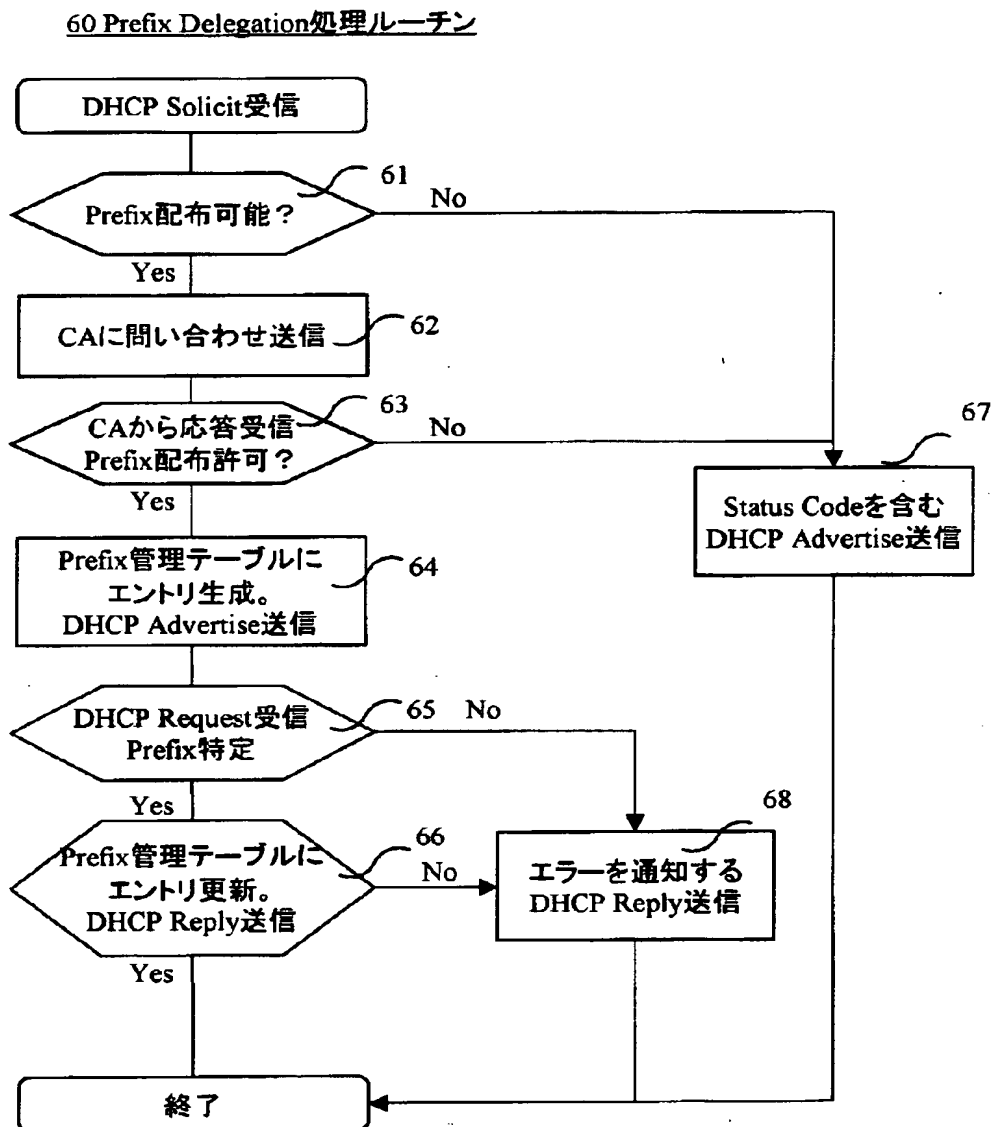 60 Prefix Delegation処理ルーチン
DHCP Solicit受信
61
Prefix配布可能？
No
Yes
CAに問い合わせ送信
62
63
CAから応答受信
Prefix配布許可？
No
Yes
67
Status Codeを含む
DHCP Advertise送信
Prefix管理テーブルに
エントリ生成。
DHCP Advertise送信
64
DHCP Request受信
Prefix特定
65
No
Yes
66
Prefix管理テーブルに
エントリ更新。
DHCP Reply送信
No
Yes
68
エラーを通知する
DHCP Reply送信
終了